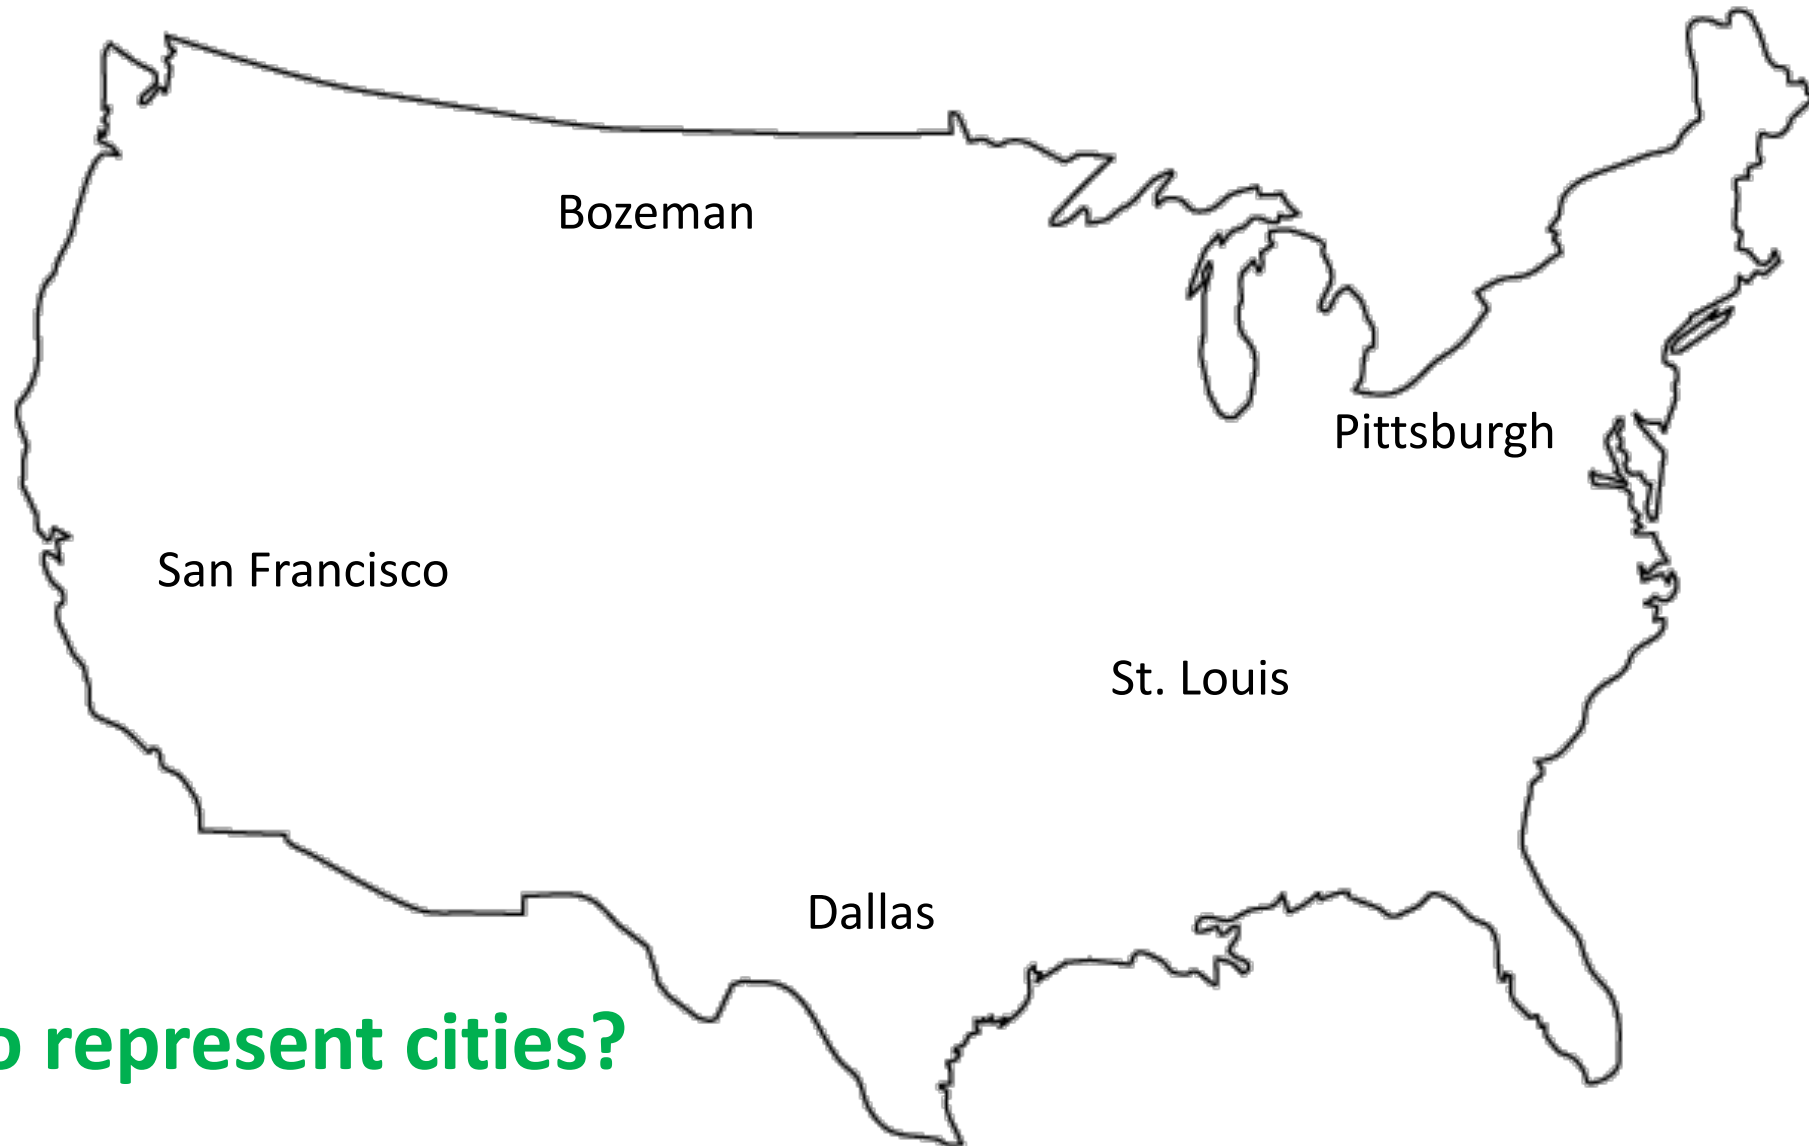 Bozeman
Pittsburgh
San Francisco
St. Louis
Dallas
o represent cities?